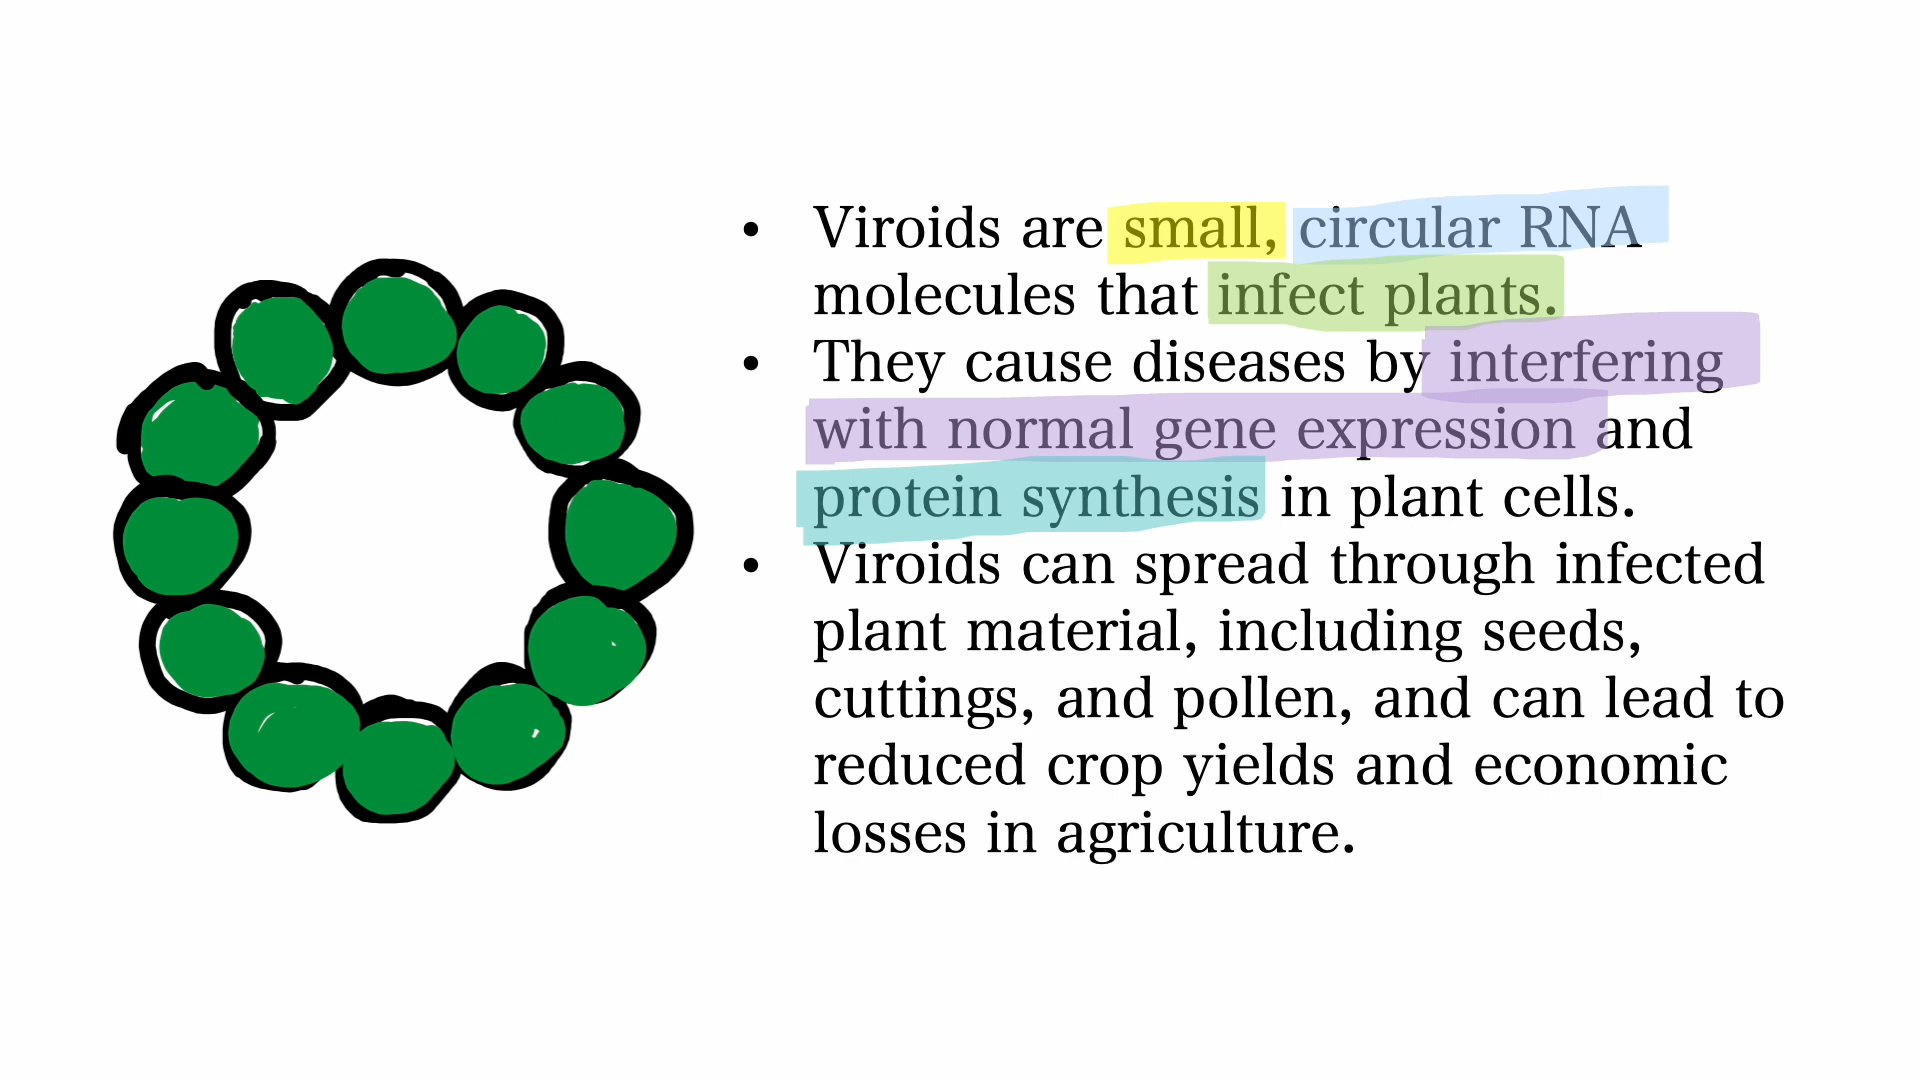 • Viroids are small, circular RNA
molecules that infect plants.
• They cause diseases by interfering
with normal gene expression and
protein synthesis in plant cells.
• Viroids can spread through infected
plant material, including seeds,
cuttings, and pollen, and can lead to
reduced crop yields and economic
losses in agriculture.